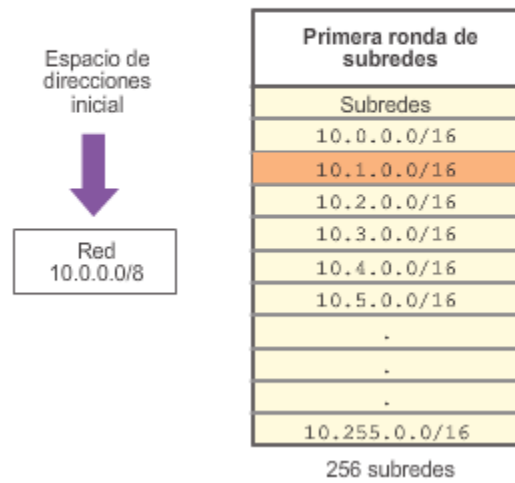 Espacio de
direcciones
inicial
Red
10.0.0.0/8
Primera ronda de
subredes
Subredes
10.0.0.0/16
10.1.0.0/16
10.2.0.0/16
10.3.0.0/16
10.4.0.0/16
10.5.0.0/16
.
.
.
10.255.0.0/16
256 subredes